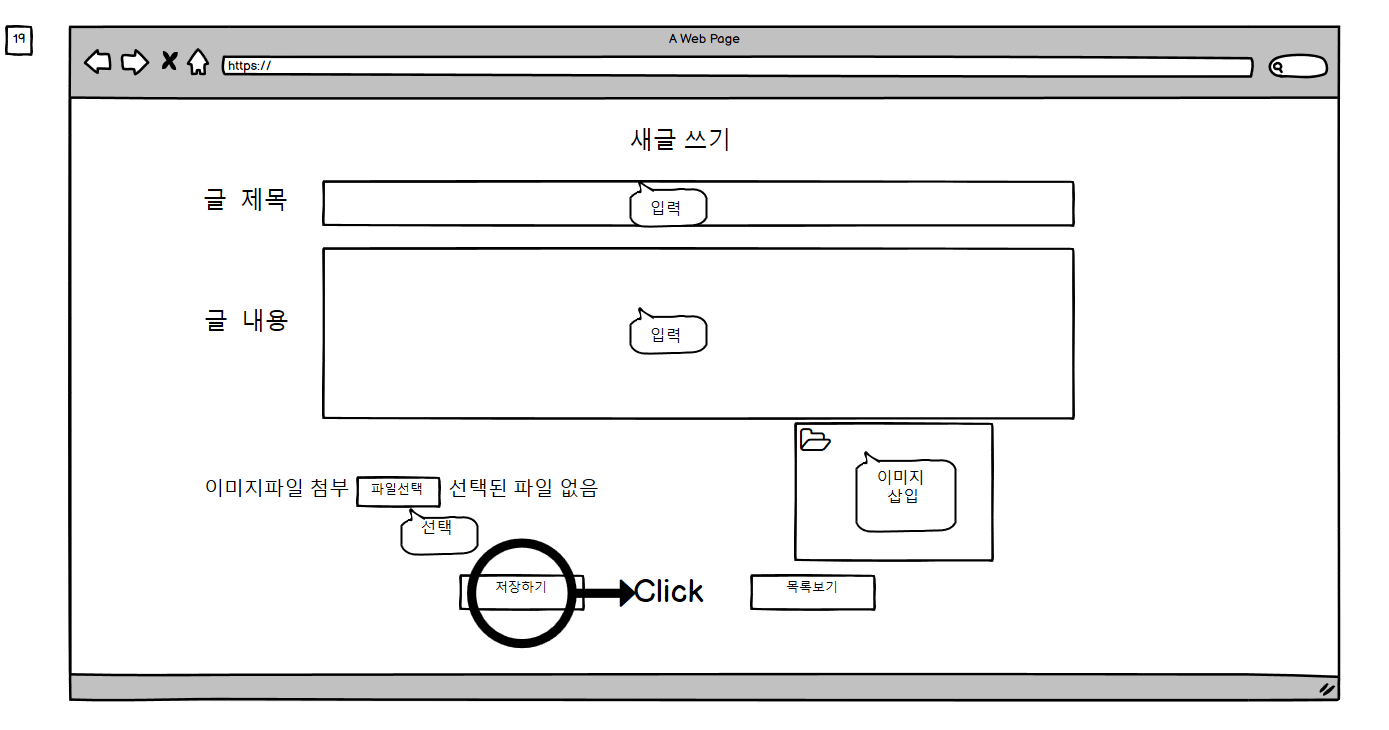 19
A Web Page
https://
새글 쓰기
글 제목
입력
글 내용
입력
이미지
삽입
이미지파일 첨부 파일선택 선택된 파일 없음
선택
저장하기 Click 목록보기